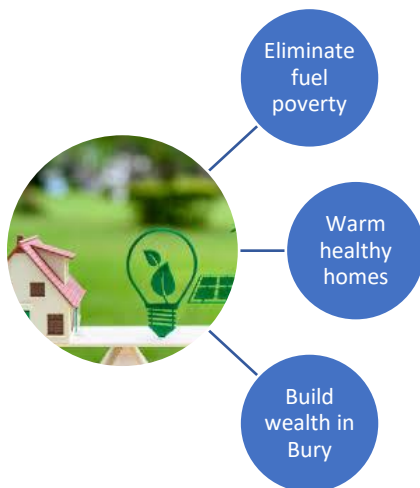 Eliminate
fuel
poverty
Warm
healthy
homes
Build
wealth in
Bury